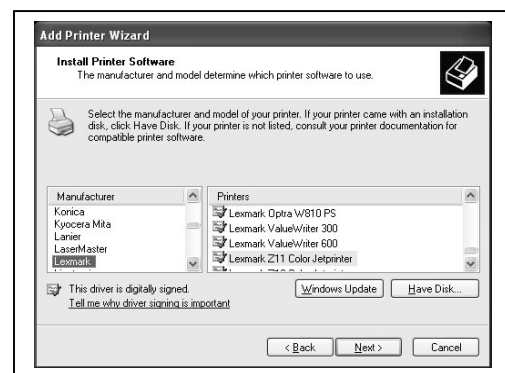 Add Printer Wizard
Install Printer Software
The manufacturer and model determine which printer software to use.
Select the manufacturer and model of your printer. If your printer came with an installation
disk, click Have Disk. If your printer is not listed, consult your printer documentation for
compatible printer software.
Manufacturer
Konica
Kyocera Mita
Lanier
LaserMaster
Lexmark
Printers
Lexmark Optra W810 PS
Lexmark ValueWriter 300
Lexmark ValueWriter 600
Lexmark Z11 Color Jetprinter
This driver is digitally signed.
Tell me why driver signing is important
Windows Update
Have Disk...
< Back
Next >
Cancel